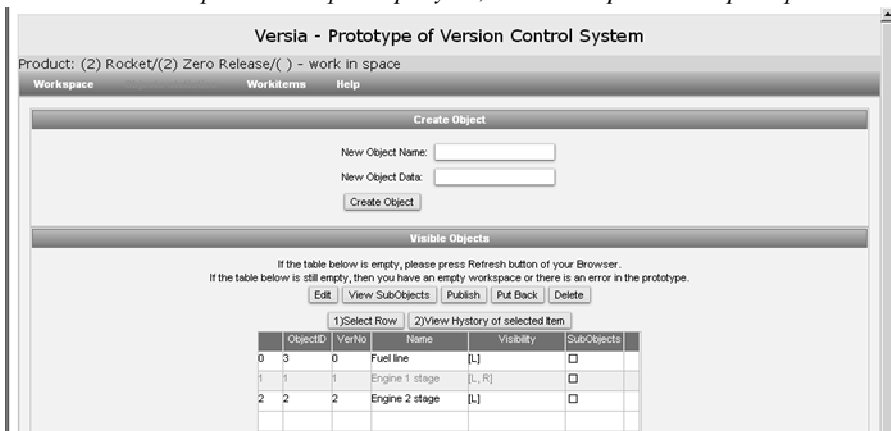 Versia - Prototype of Version Control System
Product: (2) Rocket/(2) Zero Release/( ) - work in space
Workspace Workitems Help
Create Object
New Object Name:
New Object Data:
Create Object
Visible Objects
If the table below is empty, please press Refresh button of your Browser.
If the table below is still empty, then you have an empty workspace or there is an error in the prototype.
Edit View SubObjects Publish Put Back Delete
1)Select Row 2)View Hystory of selected item
ObjectID VerNo Name Visibility SubObjects
0 3 0 Fuel line [L]
1 1 1 Engine 1 stage [L, R]
2 2 2 Engine 2 stage [L]